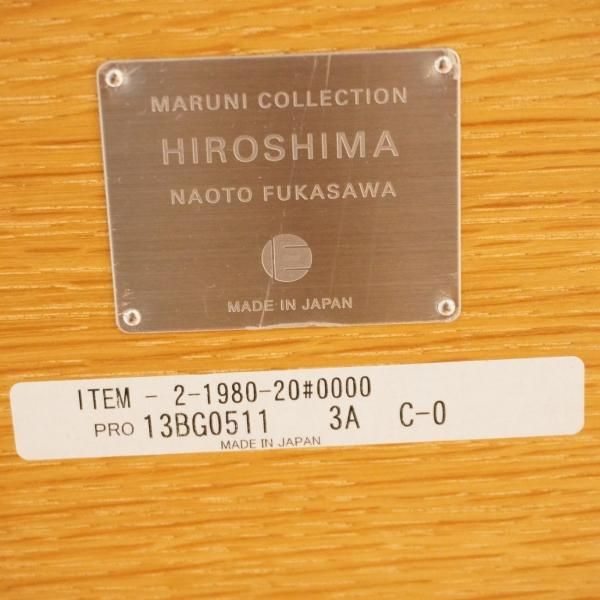 MARUNI COLLECTION
HIROSHIMA
NAOTO FUKASAWA
MADE IN JAPAN
ITEM - 2-1980-20#0000
PRO 13BG0511 3A C-0
MADE IN JAPAN